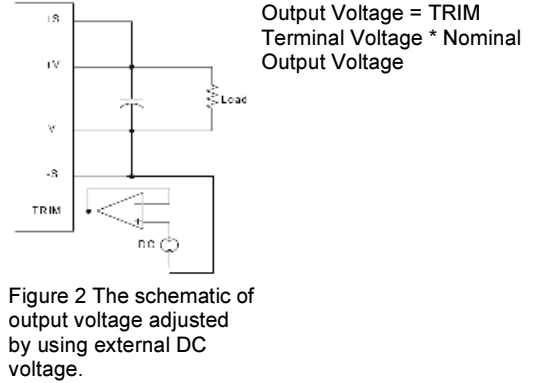 Output Voltage = TRIM
Terminal Voltage * Nominal
Output Voltage
+S
+V
Load
V
-S
TRIM
DC
Figure 2 The schematic of
output voltage adjusted
by using external DC
voltage.